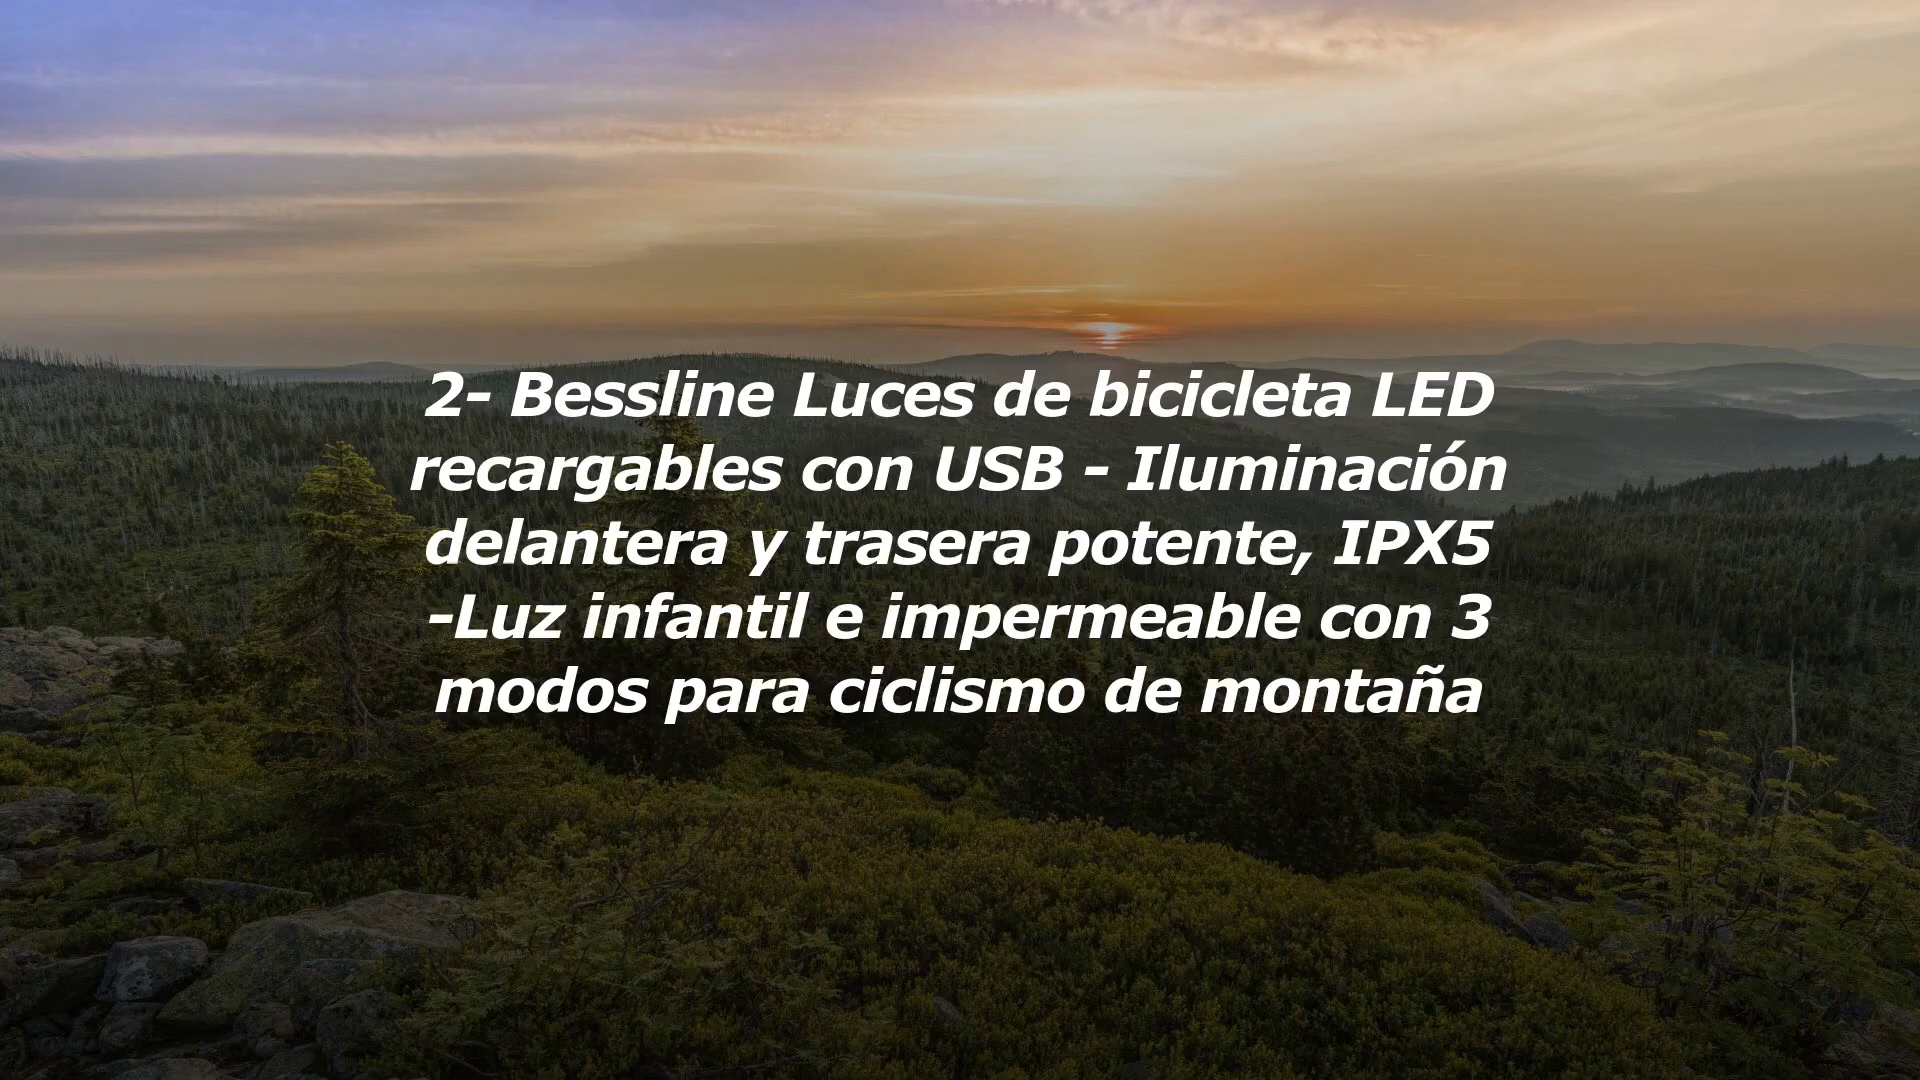 2- Bessline Luces de bicicleta LED
recargables con USB - Iluminación
delantera y trasera potente, IPX5
-Luz infantil e impermeable con 3
modos para ciclismo de montaña